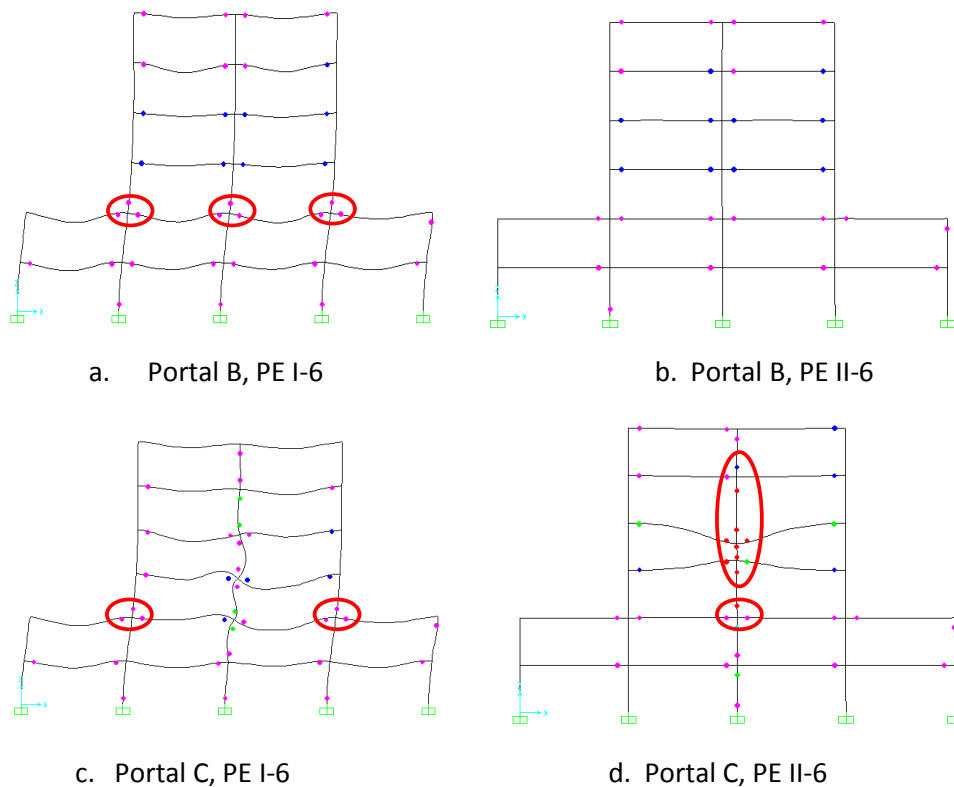 a. Portal B, PE I-6
b. Portal B, PE II-6
c. Portal C, PE I-6
d. Portal C, PE II-6